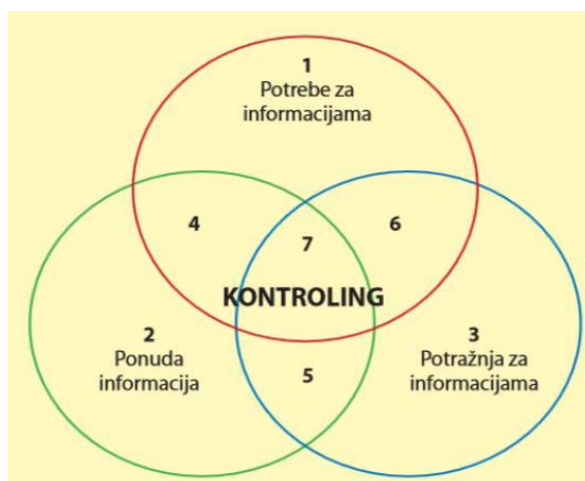 1
Potrebe za
informacijama
4
7
6
KONTROLING
2
Ponuda
informacija
3
Potražnja za
informacijama
5